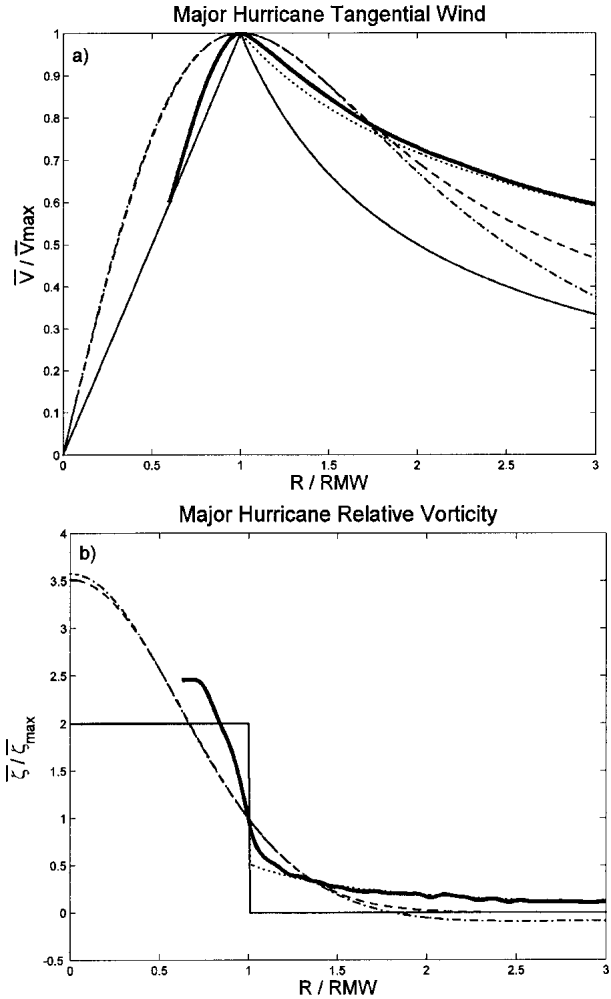 Major Hurricane Tangential Wind
a)
1
0.9
0.8
0.7
0.6
0.5
0.4
0.3
0.2
0.1
0
V̅ / V̅max
0 0.5 1 1.5 2 2.5 3
R / RMW
Major Hurricane Relative Vorticity
b)
4
3.5
3
2.5
2
1.5
1
0.5
0
-0.5
ζ̅ / ζ̅max
0 0.5 1 1.5 2 2.5 3
R / RMW